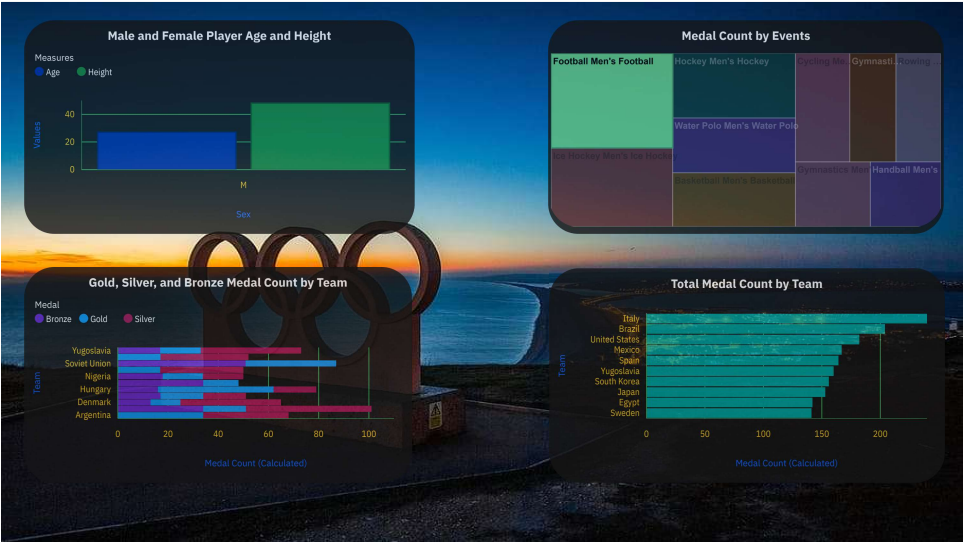 Male and Female Player Age and Height
Measures
Age Height
Values
40
20
0
M
Sex
Medal Count by Events
Football Men's Football
Hockey Men's Hockey
Cycling Me...
Gymnasti...
Rowing ...
Water Polo Men's Water Polo
Ice Hockey Men's Ice Hockey
Basketball Men's Basketball
Gymnastics Men
Handball Men's
Gold, Silver, and Bronze Medal Count by Team
Medal
Bronze Gold Silver
Team
Yugoslavia
Soviet Union
Nigeria
Hungary
Denmark
Argentina
0 20 40 60 80 100
Medal Count (Calculated)
Total Medal Count by Team
Team
Italy
Brazil
United States
Mexico
Spain
Yugoslavia
South Korea
Japan
Egypt
Sweden
0 50 100 150 200
Medal Count (Calculated)